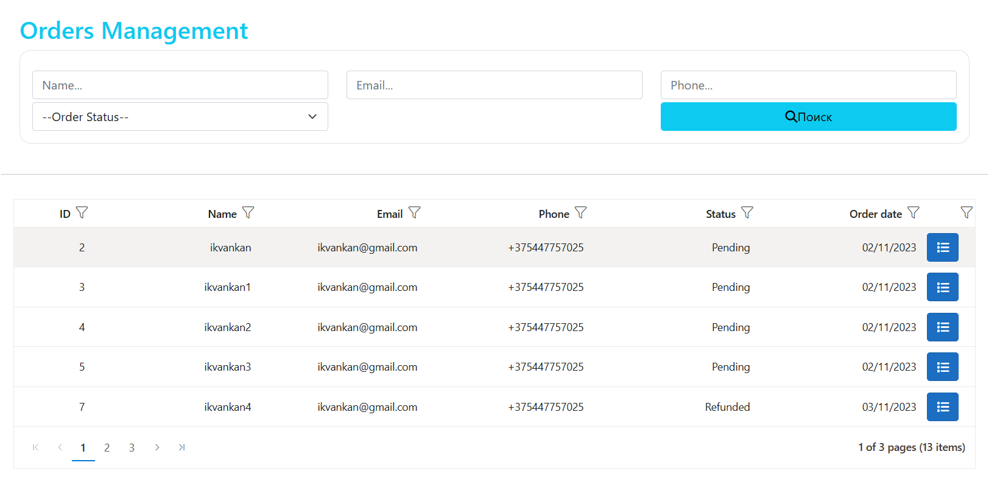 Orders Management
Name... Email... Phone...
--Order Status-- Поиск
ID Name Email Phone Status Order date
2 ikvankan ikvankan@gmail.com +375447757025 Pending 02/11/2023
3 ikvankan1 ikvankan@gmail.com +375447757025 Pending 02/11/2023
4 ikvankan2 ikvankan@gmail.com +375447757025 Pending 02/11/2023
5 ikvankan3 ikvankan@gmail.com +375447757025 Pending 02/11/2023
7 ikvankan4 ikvankan@gmail.com +375447757025 Refunded 03/11/2023
1 2 3 1 of 3 pages (13 items)